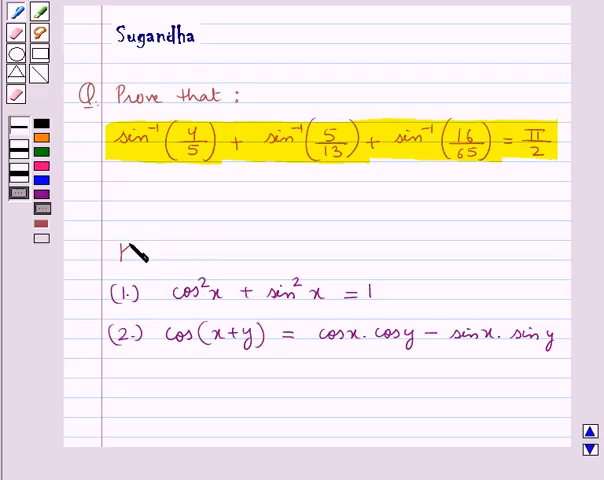 Sugandha
Q. Prove that :
sin⁻¹(4/5) + sin⁻¹(5/13) + sin⁻¹(16/65) = π/2
(1.) cos²x + sin²x = 1
(2.) cos(x+y) = cosx. cosy − sinx. siny